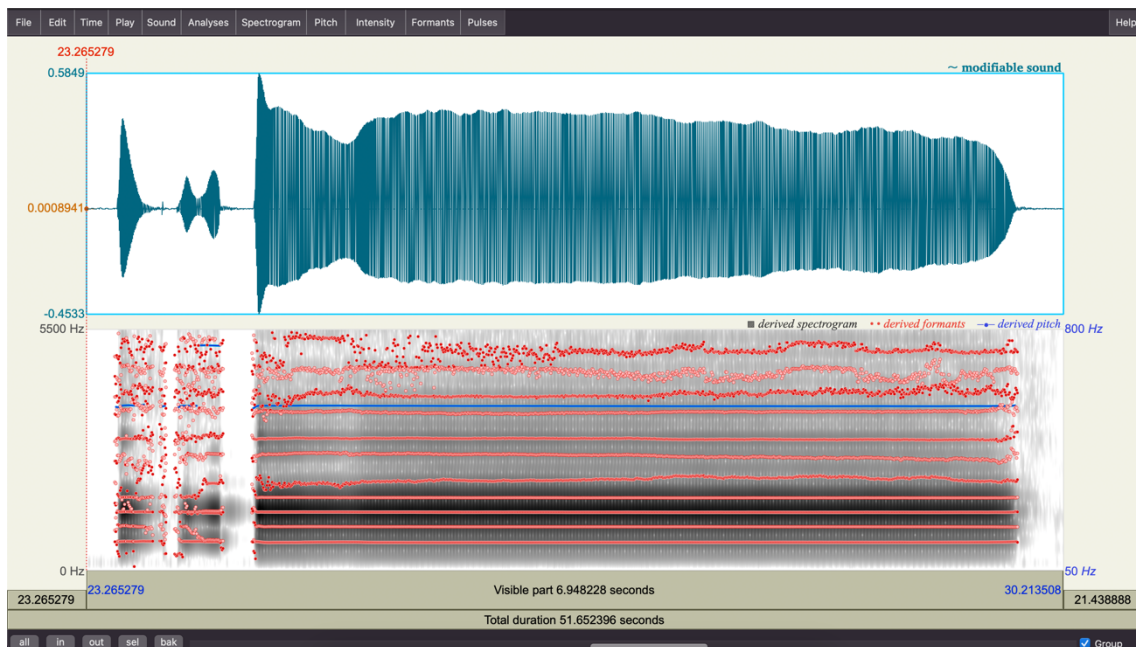 File Edit Time Play Sound Analyses Spectrogram Pitch Intensity Formants Pulses Help
23.265279
0.5849
~ modifiable sound
0.0008941
-0.4533
5500 Hz
derived spectrogram derived formants derived pitch
800 Hz
0 Hz
50 Hz
23.265279 Visible part 6.948228 seconds 30.213508
23.265279 21.438888
Total duration 51.652396 seconds
all in out sel bak Group